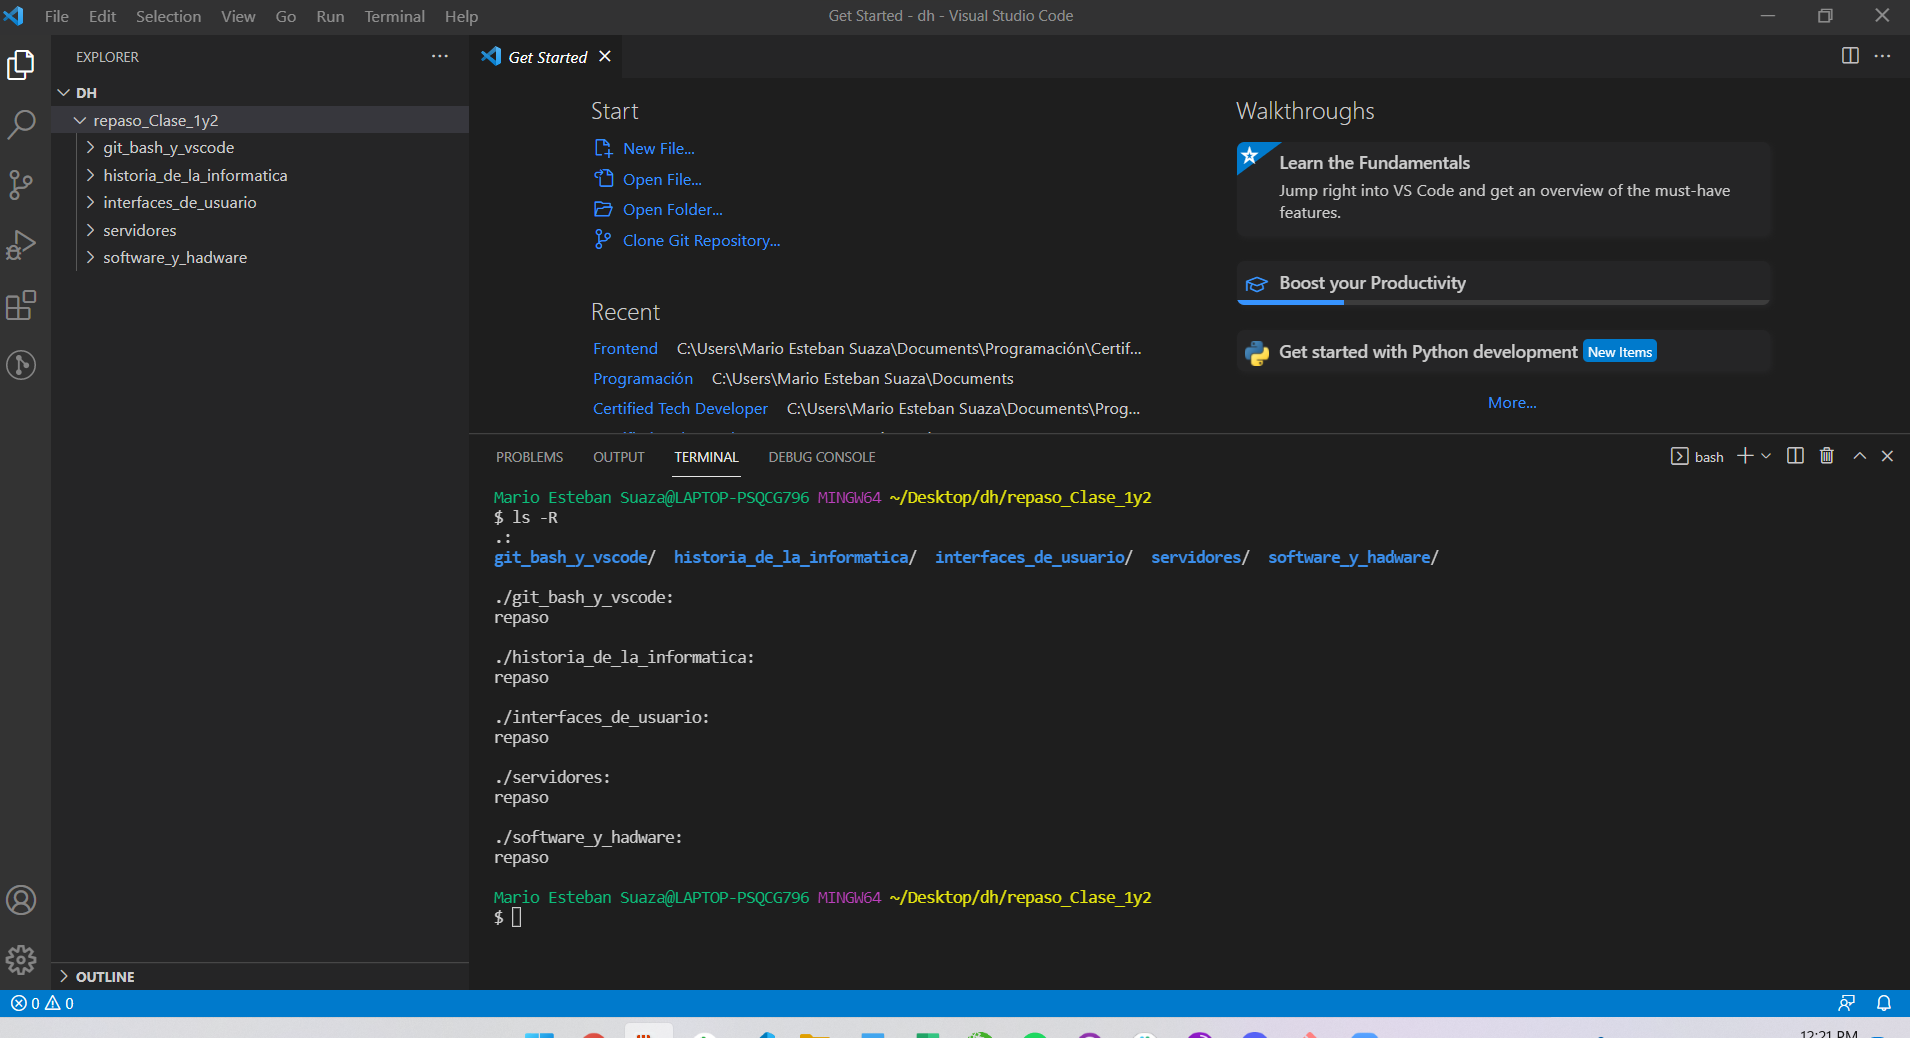 File Edit Selection View Go Run Terminal Help
Get Started - dh - Visual Studio Code
EXPLORER
DH
repaso_Clase_1y2
git_bash_y_vscode
historia_de_la_informatica
interfaces_de_usuario
servidores
software_y_hadware
OUTLINE
Get Started
Start
New File...
Open File...
Open Folder...
Clone Git Repository...
Recent
Frontend C:\Users\Mario Esteban Suaza\Documents\Programación\Certif...
Programación C:\Users\Mario Esteban Suaza\Documents
Certified Tech Developer C:\Users\Mario Esteban Suaza\Documents\Prog...
Walkthroughs
Learn the Fundamentals
Jump right into VS Code and get an overview of the must-have
features.
Boost your Productivity
Get started with Python development New Items
More...
PROBLEMS OUTPUT TERMINAL DEBUG CONSOLE
bash
Mario Esteban Suaza@LAPTOP-PSQCG796 MINGW64 ~/Desktop/dh/repaso_Clase_1y2
$ ls -R
.:
git_bash_y_vscode/ historia_de_la_informatica/ interfaces_de_usuario/ servidores/ software_y_hadware/
./git_bash_y_vscode:
repaso
./historia_de_la_informatica:
repaso
./interfaces_de_usuario:
repaso
./servidores:
repaso
./software_y_hadware:
repaso
Mario Esteban Suaza@LAPTOP-PSQCG796 MINGW64 ~/Desktop/dh/repaso_Clase_1y2
$
0 0
12:21 PM